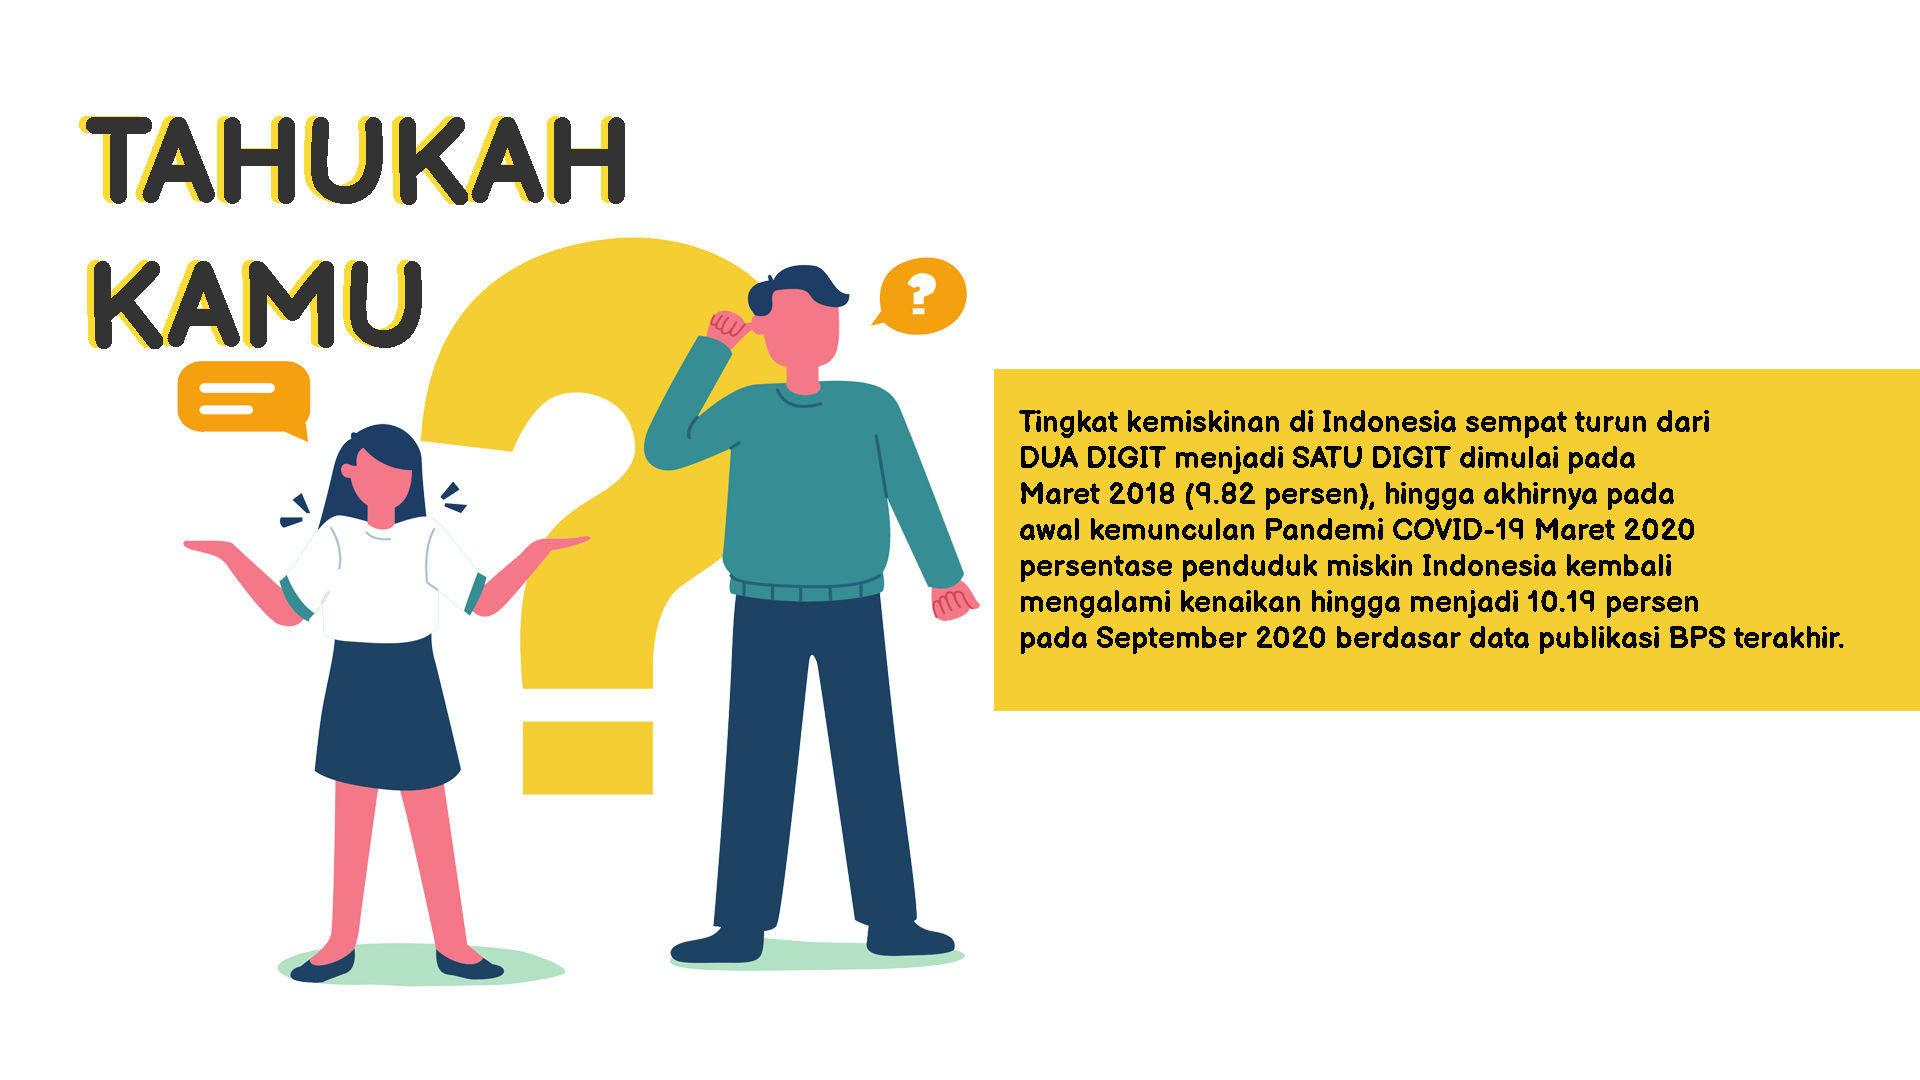 TAHUKAH
KAMU
?
Tingkat kemiskinan di Indonesia sempat turun dari
DUA DIGIT menjadi SATU DIGIT dimulai pada
Maret 2018 (9.82 persen), hingga akhirnya pada
awal kemunculan Pandemi COVID-19 Maret 2020
persentase penduduk miskin Indonesia kembali
mengalami kenaikan hingga menjadi 10.19 persen
pada September 2020 berdasar data publikasi BPS terakhir.